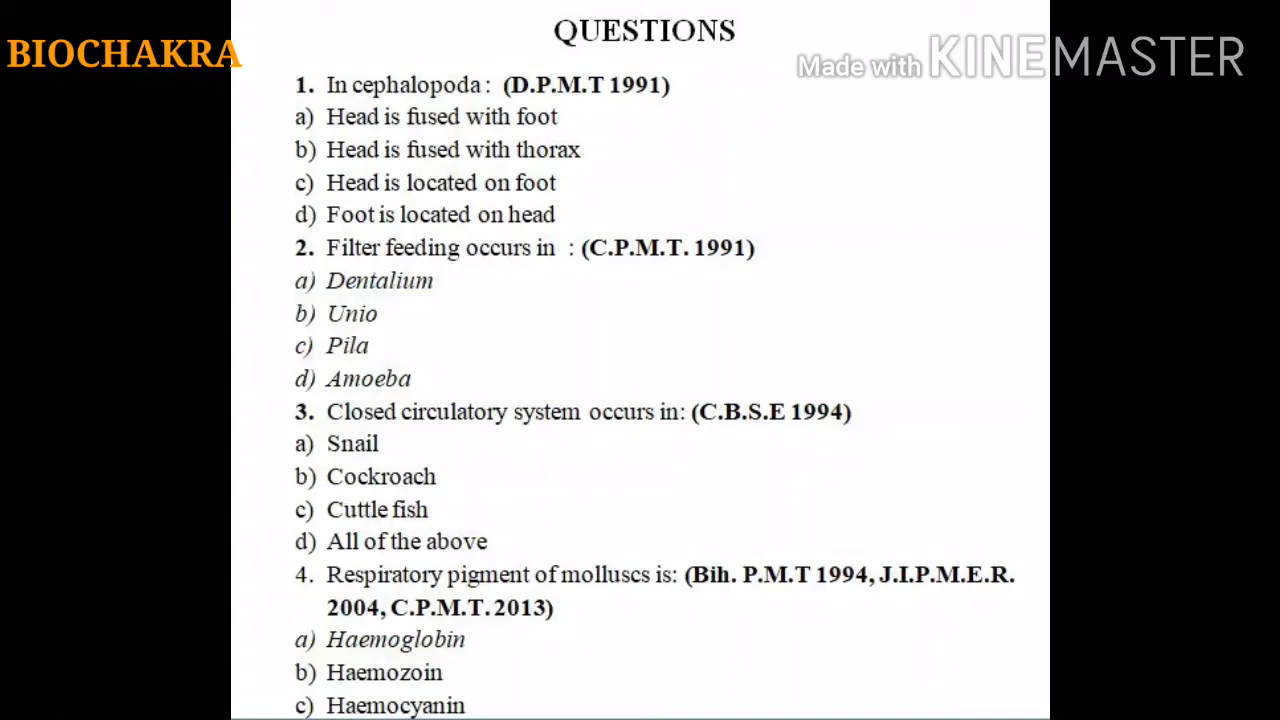 QUESTIONS
BIOCHAKRA
Made with KINEMASTER
1. In cephalopoda : (D.P.M.T 1991)
a) Head is fused with foot
b) Head is fused with thorax
c) Head is located on foot
d) Foot is located on head
2. Filter feeding occurs in : (C.P.M.T. 1991)
a) Dentalium
b) Unio
c) Pila
d) Amoeba
3. Closed circulatory system occurs in: (C.B.S.E 1994)
a) Snail
b) Cockroach
c) Cuttle fish
d) All of the above
4. Respiratory pigment of molluscs is: (Bih. P.M.T 1994, J.I.P.M.E.R.
2004, C.P.M.T. 2013)
a) Haemoglobin
b) Haemozoin
c) Haemocyanin